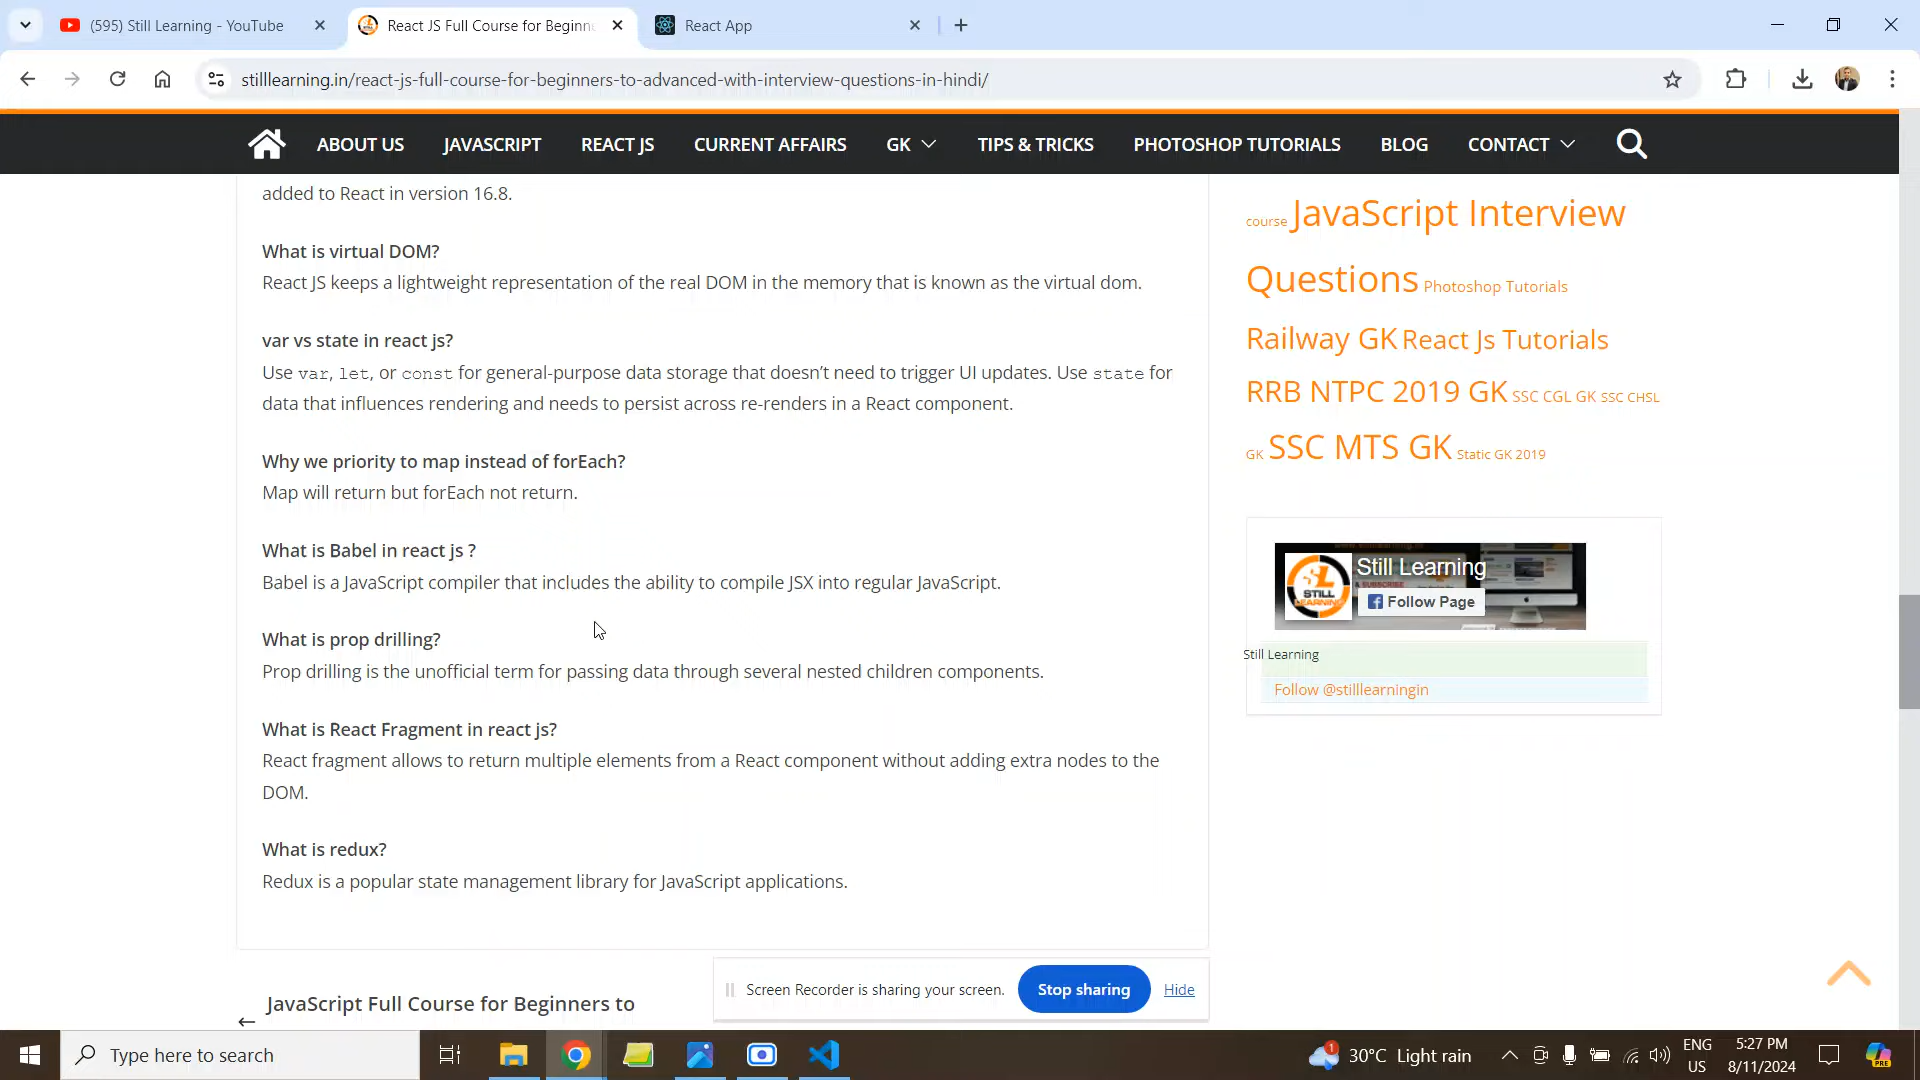 (595) Still Learning - YouTube
React JS Full Course for Beginn
React App
stilllearning.in/react-js-full-course-for-beginners-to-advanced-with-interview-questions-in-hindi/
ABOUT US JAVASCRIPT REACT JS CURRENT AFFAIRS GK TIPS & TRICKS PHOTOSHOP TUTORIALS BLOG CONTACT
added to React in version 16.8.
What is virtual DOM?
React JS keeps a lightweight representation of the real DOM in the memory that is known as the virtual dom.
var vs state in react js?
Use var, let, or const for general-purpose data storage that doesn’t need to trigger UI updates. Use state for
data that influences rendering and needs to persist across re-renders in a React component.
Why we priority to map instead of forEach?
Map will return but forEach not return.
What is Babel in react js ?
Babel is a JavaScript compiler that includes the ability to compile JSX into regular JavaScript.
What is prop drilling?
Prop drilling is the unofficial term for passing data through several nested children components.
What is React Fragment in react js?
React fragment allows to return multiple elements from a React component without adding extra nodes to the
DOM.
What is redux?
Redux is a popular state management library for JavaScript applications.
JavaScript Full Course for Beginners to
course JavaScript Interview
Questions Photoshop Tutorials
Railway GK React Js Tutorials
RRB NTPC 2019 GK SSC CGL GK SSC CHSL
GK SSC MTS GK Static GK 2019
STILL
LEARNING
Still Learning
Follow Page
Still Learning
Follow @stilllearningin
Screen Recorder is sharing your screen. Stop sharing Hide
Type here to search
1
30°C Light rain
ENG
US
5:27 PM
8/11/2024
PRE